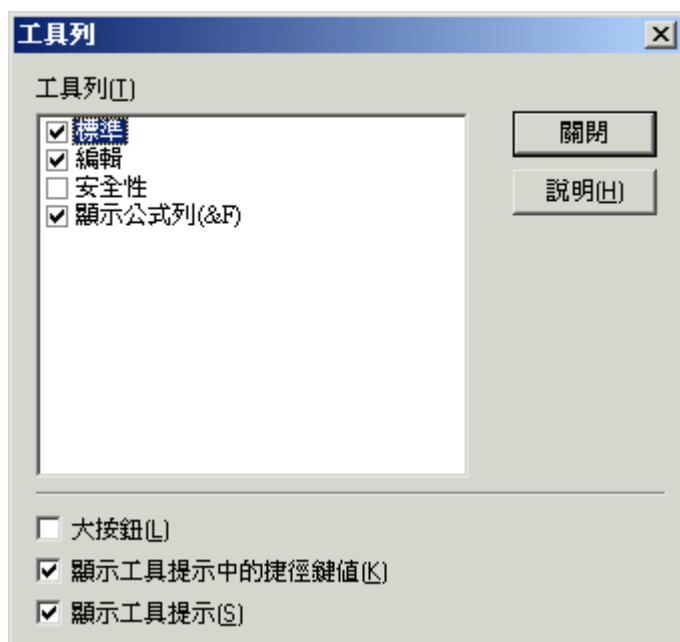 工具列
工具列(T)
標準
編輯
安全性
顯示公式列(&F)
關閉
說明(H)
大按鈕(L)
顯示工具提示中的捷徑鍵值(K)
顯示工具提示(S)